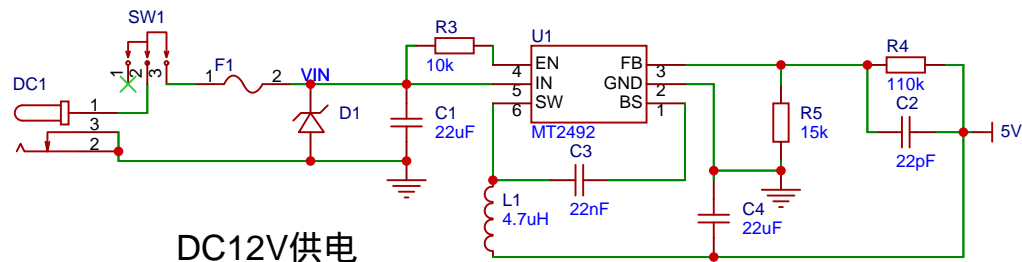 SW1
1
2
3
DC1
1
3
2
F1
1
2
VIN
D1
R3
10k
C1
22uF
U1
EN
IN
SW
FB
GND
BS
4
5
6
3
2
1
MT2492
C3
22nF
L1
4.7uH
C4
22uF
R5
15k
R4
110k
C2
22pF
5V
DC12V供电